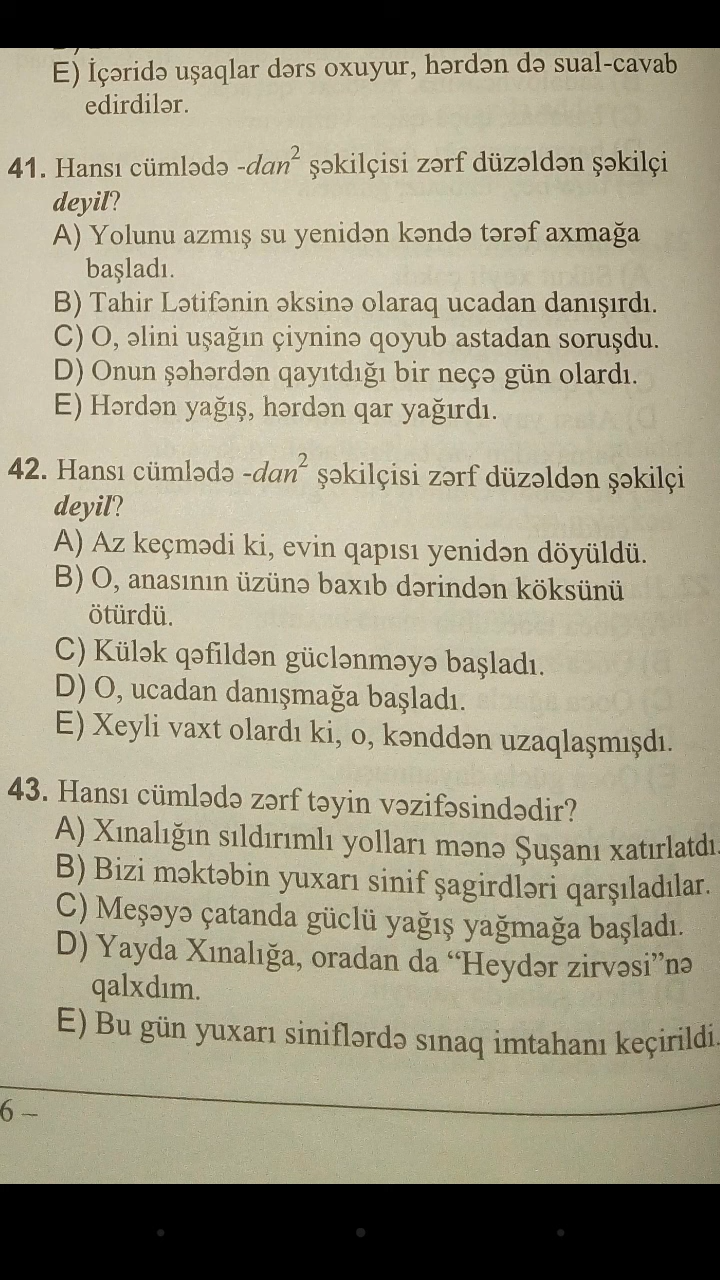 E) İçəridə uşaqlar dərs oxuyur, hərdən də sual-cavab
edirdilər.
41. Hansı cümlədə -dan² şəkilçisi zərf düzəldən şəkilçi
deyil?
A) Yolunu azmış su yenidən kəndə tərəf axmağa
başladı.
B) Tahir Lətifənin əksinə olaraq ucadan danışırdı.
C) O, əlini uşağın çiyninə qoyub astadan soruşdu.
D) Onun şəhərdən qayıtdığı bir neçə gün olardı.
E) Hərdən yağış, hərdən qar yağırdı.
42. Hansı cümlədə -dan² şəkilçisi zərf düzəldən şəkilçi
deyil?
A) Az keçmədi ki, evin qapısı yenidən döyüldü.
B) O, anasının üzünə baxıb dərindən köksünü
ötürdü.
C) Külək qəfildən güclənməyə başladı.
D) O, ucadan danışmağa başladı.
E) Xeyli vaxt olardı ki, o, kənddən uzaqlaşmışdı.
43. Hansı cümlədə zərf təyin vəzifəsindədir?
A) Xınalığın sıldırımlı yolları mənə Şuşanı xatırlatdı.
B) Bizi məktəbin yuxarı sinif şagirdləri qarşıladılar.
C) Meşəyə çatanda güclü yağış yağmağa başladı.
D) Yayda Xınalığa, oradan da “Heydər zirvəsi”nə
qalxdım.
E) Bu gün yuxarı siniflərdə sınaq imtahanı keçirildi.
6 –